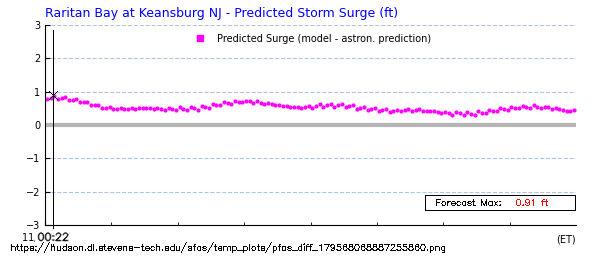 Raritan Bay at Keansburg NJ - Predicted Storm Surge (ft)
3
Predicted Surge (model - astron. prediction)
2
1
0
−1
−2
Forecast Max: 0.91 ft
−3
11 00:22
(ET)
https://hudson.dl.stevens-tech.edu/sfas/temp_plots/pfas_diff_179568068887255860.png